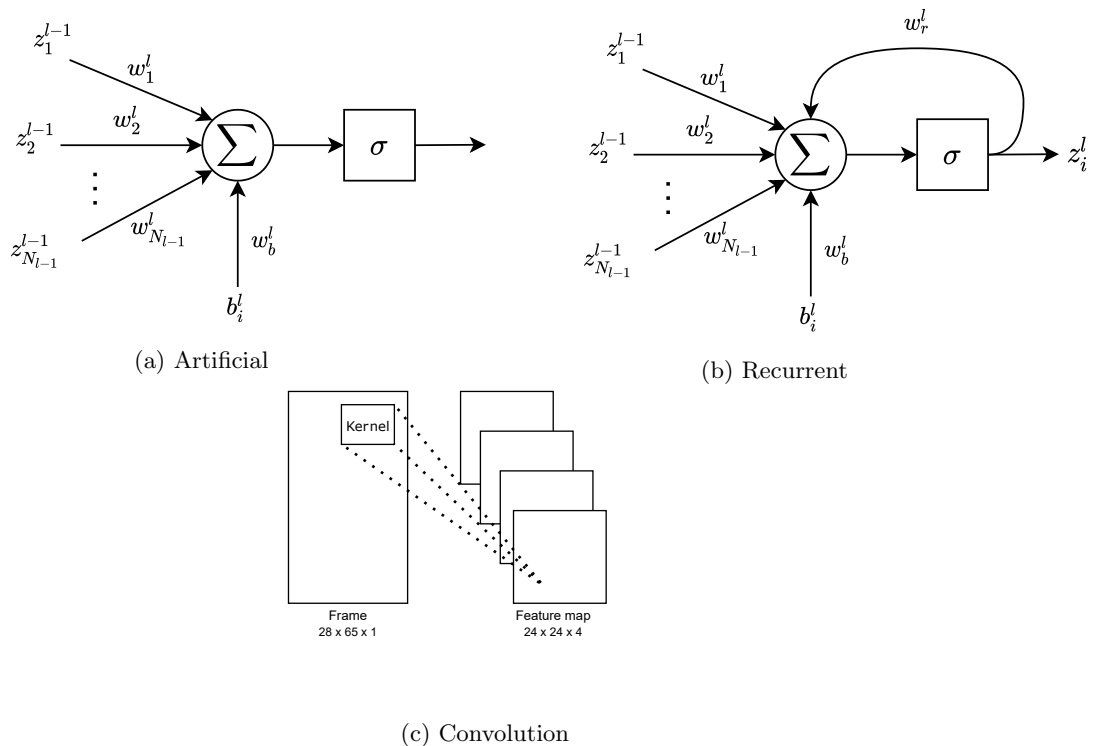 z_1^{l-1}
w_1^l
z_2^{l-1}
w_2^l
∑
σ
⋮
z_{N_{l-1}}^{l-1}
w_{N_{l-1}}^l
w_b^l
b_i^l
(a) Artificial
w_r^l
z_1^{l-1}
w_1^l
z_2^{l-1}
w_2^l
∑
σ
z_i^l
⋮
z_{N_{l-1}}^{l-1}
w_{N_{l-1}}^l
w_b^l
b_i^l
(b) Recurrent
Kernel
Frame
28 x 65 x 1
Feature map
24 x 24 x 4
(c) Convolution